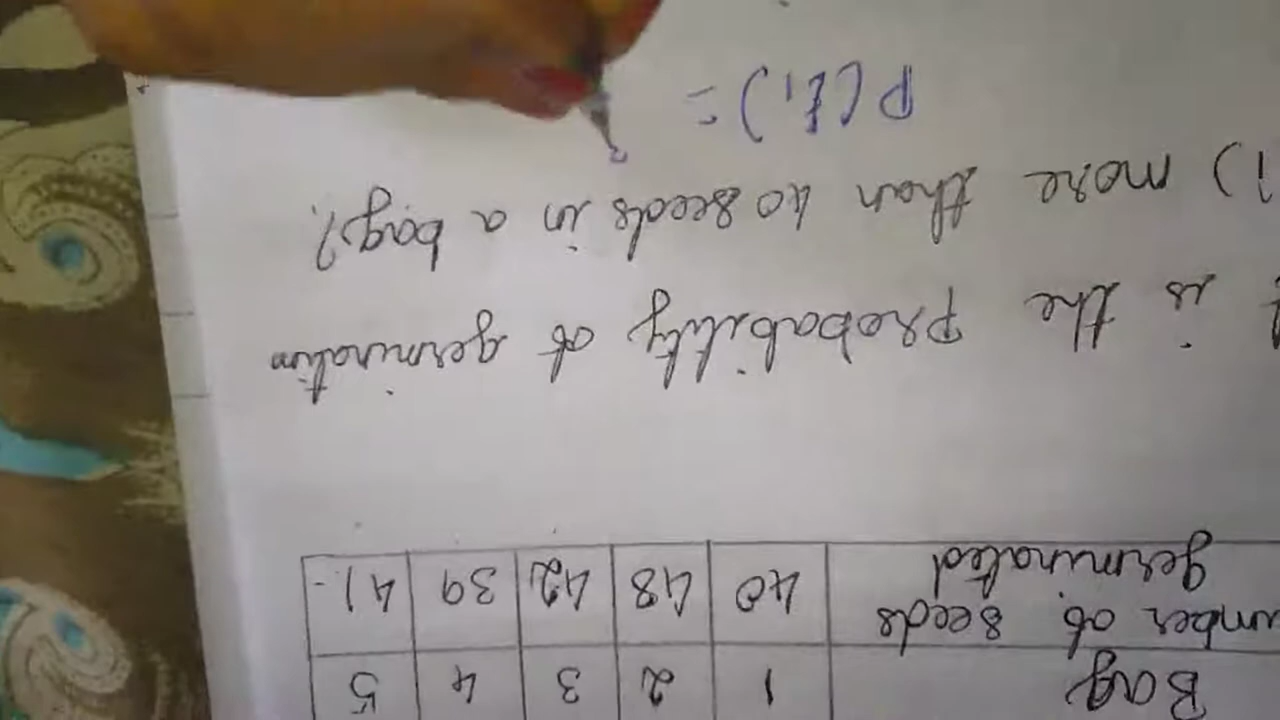 Bag 1 2 3 4 5
number of seeds
germinated 40 48 42 39 41
is the Probability of germination
i) more than 40 seeds in a bag?
P(E₁) =